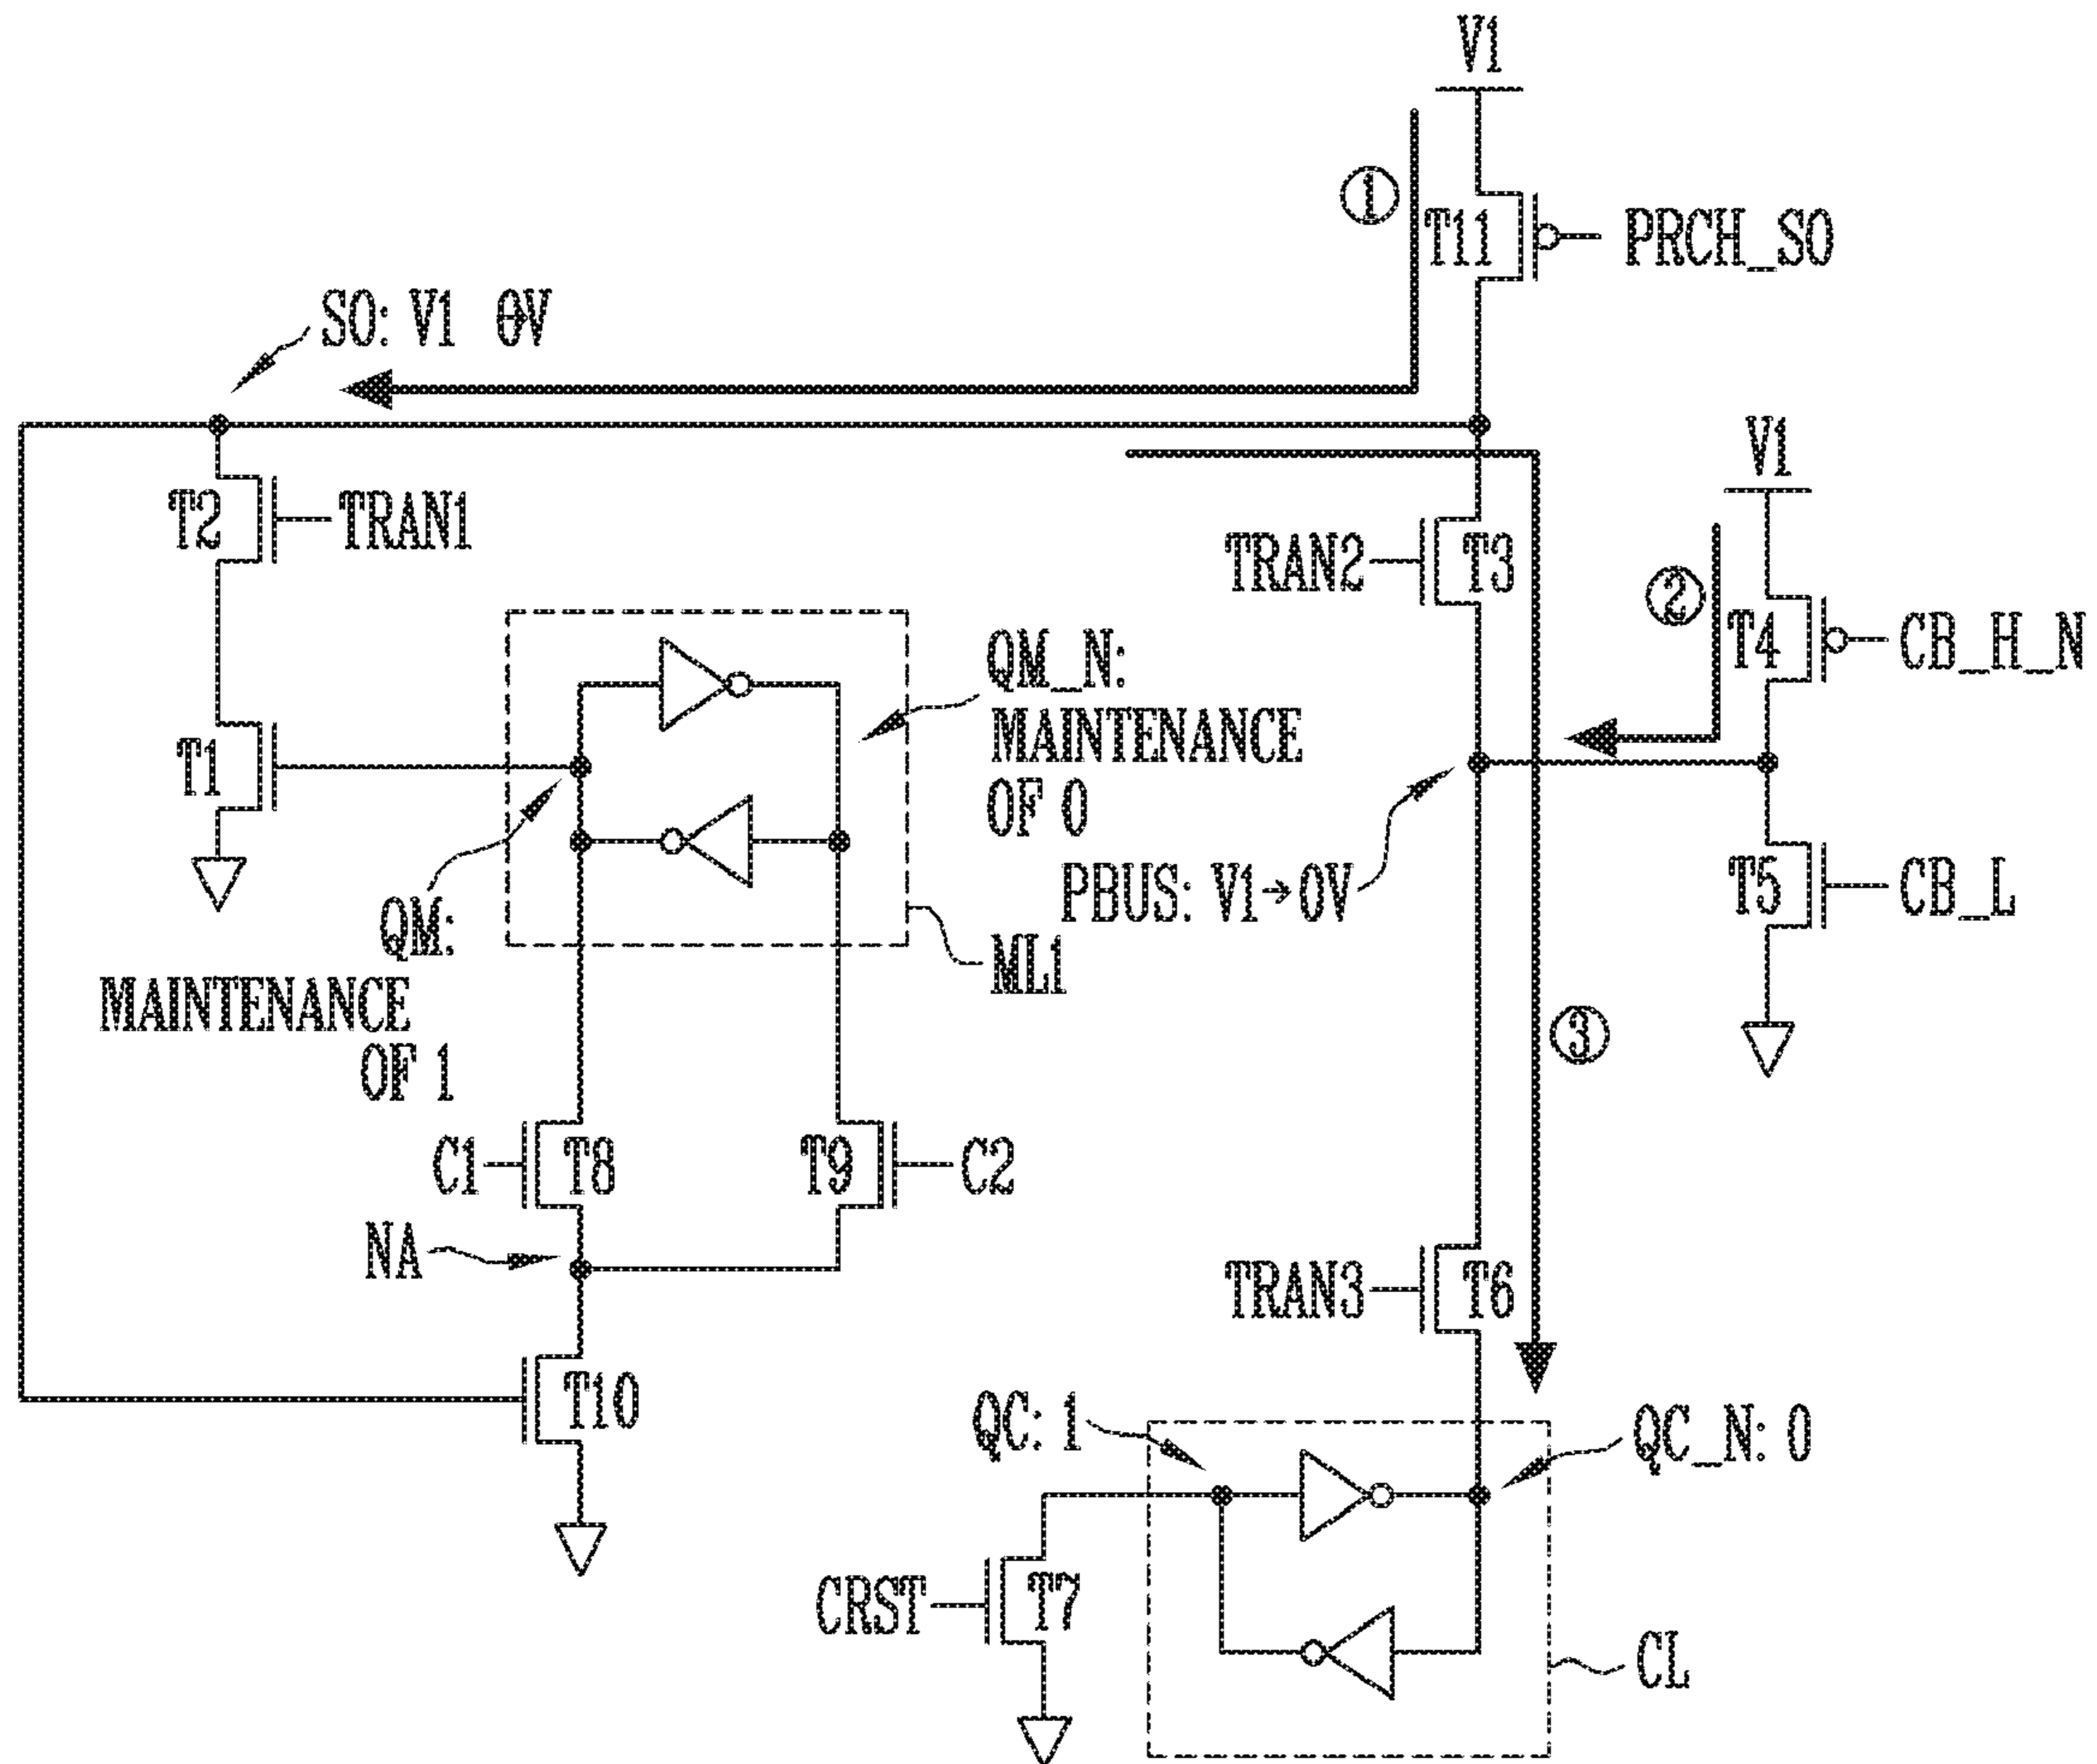 V1
①
T11
PRCH_SO
SO: V1 →0V
V1
T2
TRAN1
TRAN2
T3
②
T4
CB_H_N
QM_N:
MAINTENANCE
OF 0
T1
PBUS: V1→0V
T5
CB_L
QM:
MAINTENANCE
OF 1
ML1
③
C1
T8
T9
C2
NA
TRAN3
T6
T10
QC: 1
QC_N: 0
CRST
T7
CL